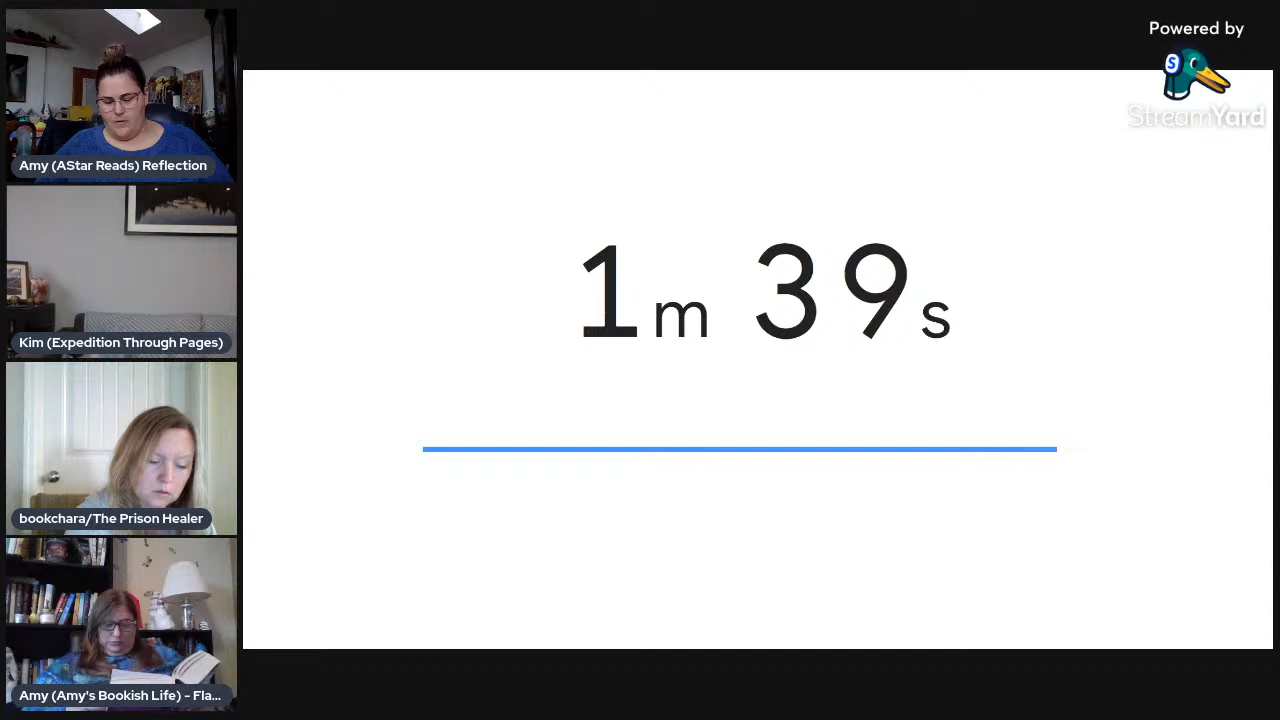 Powered by
S
StreamYard
Amy (AStar Reads) Reflection
Kim (Expedition Through Pages)
bookchara/The Prison Healer
Amy (Amy's Bookish Life) - Fla...
1m 39s